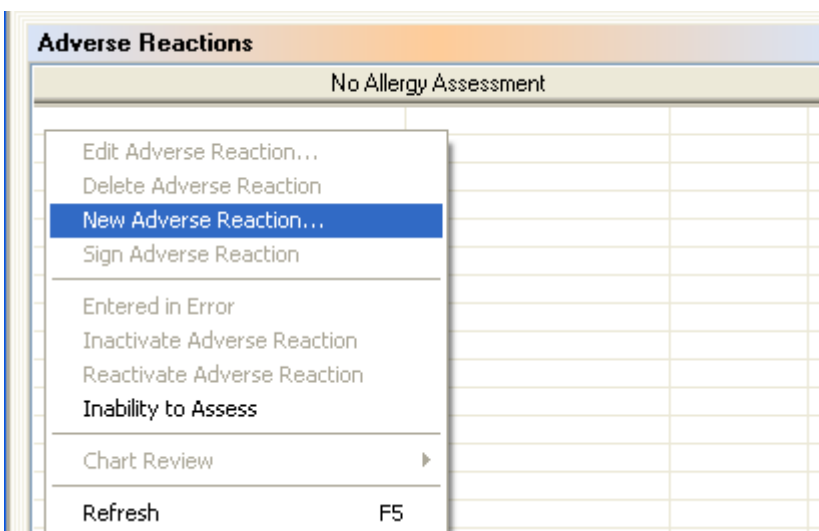 Adverse Reactions
No Allergy Assessment
Edit Adverse Reaction...
Delete Adverse Reaction
New Adverse Reaction...
Sign Adverse Reaction
Entered in Error
Inactivate Adverse Reaction
Reactivate Adverse Reaction
Inability to Assess
Chart Review
Refresh F5